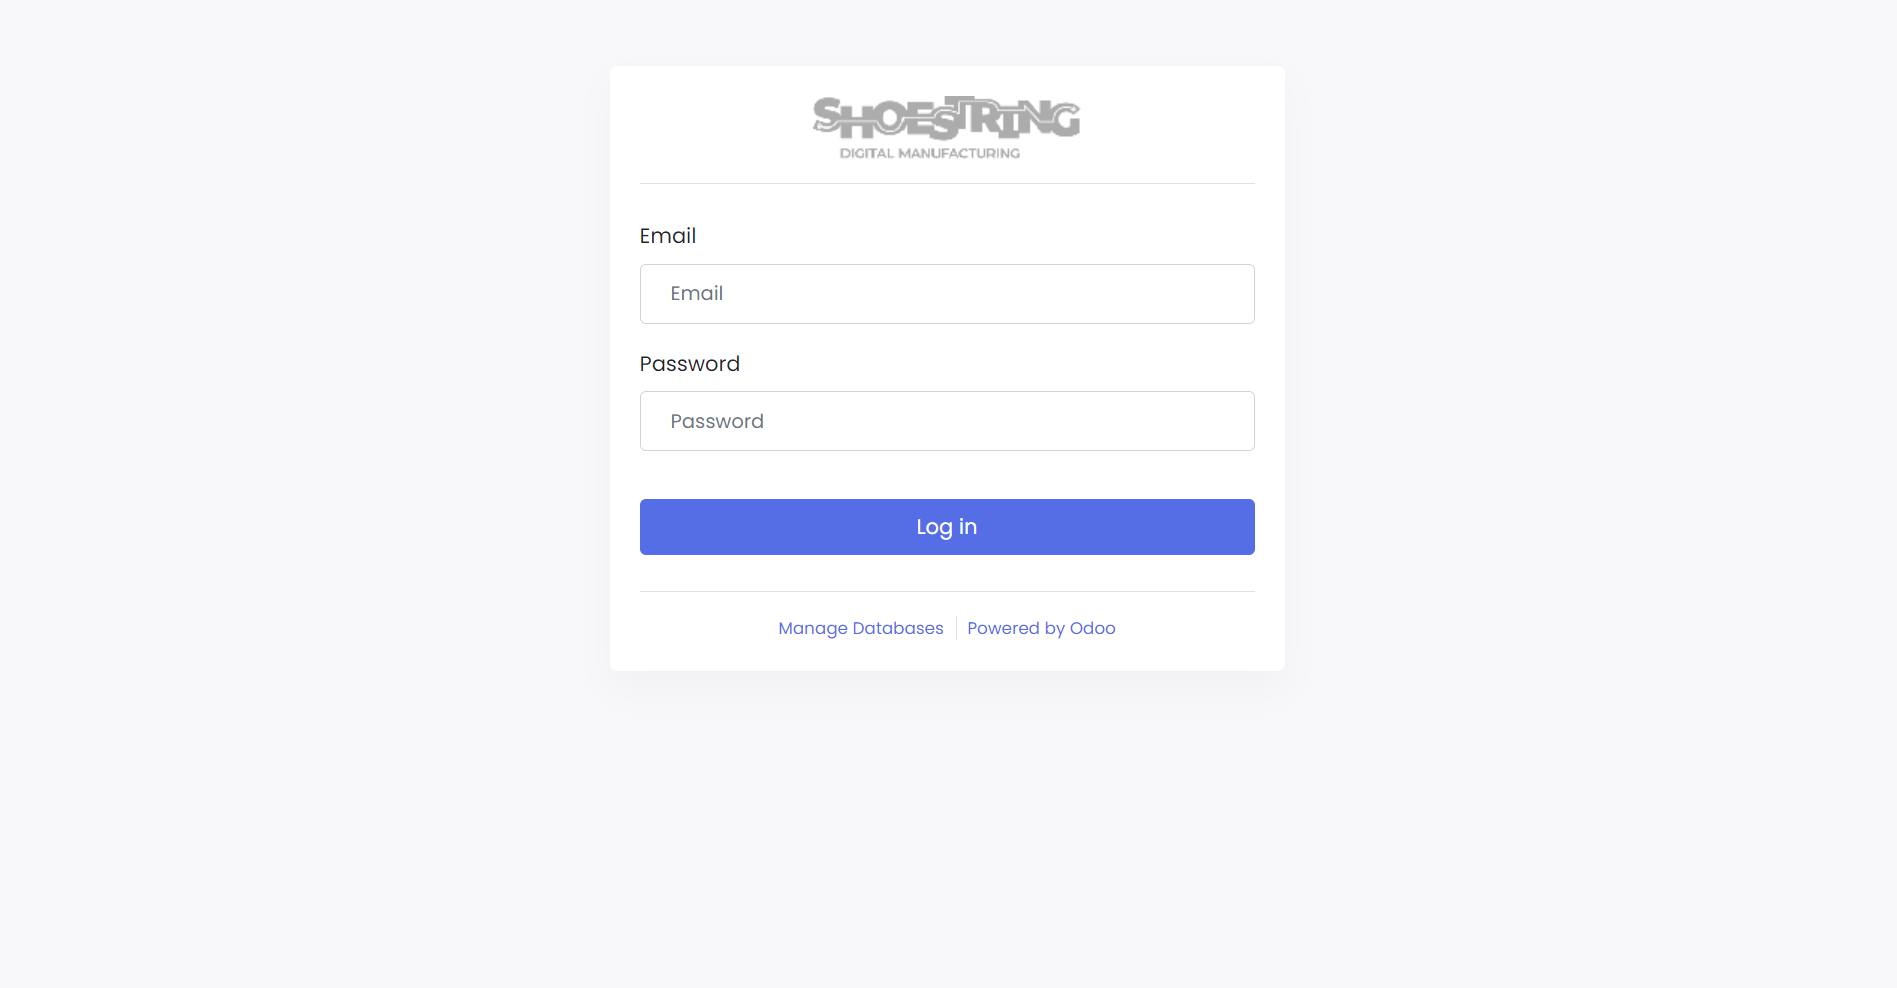 SHOESTRING
DIGITAL MANUFACTURING
Email
Email
Password
Password
Log in
Manage Databases
Powered by Odoo